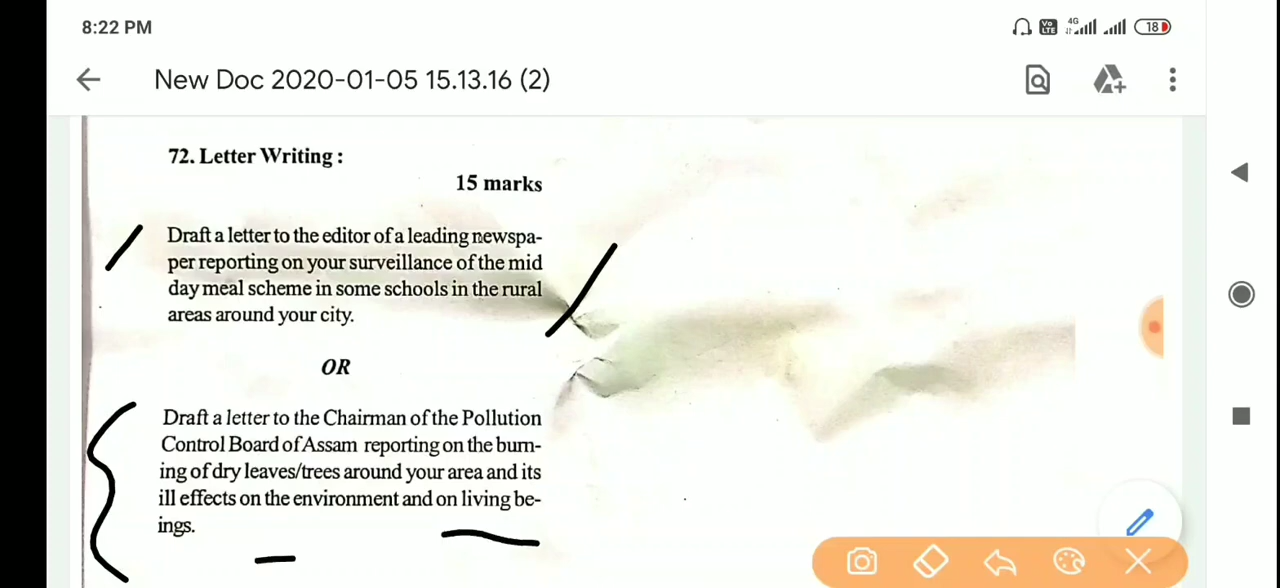 8:22 PM
Vo LTE 4G 18
New Doc 2020-01-05 15.13.16 (2)
72. Letter Writing :
15 marks
Draft a letter to the editor of a leading newspa-
per reporting on your surveillance of the mid
day meal scheme in some schools in the rural
areas around your city.
OR
Draft a letter to the Chairman of the Pollution
Control Board of Assam reporting on the burn-
ing of dry leaves/trees around your area and its
ill effects on the environment and on living be-
ings.